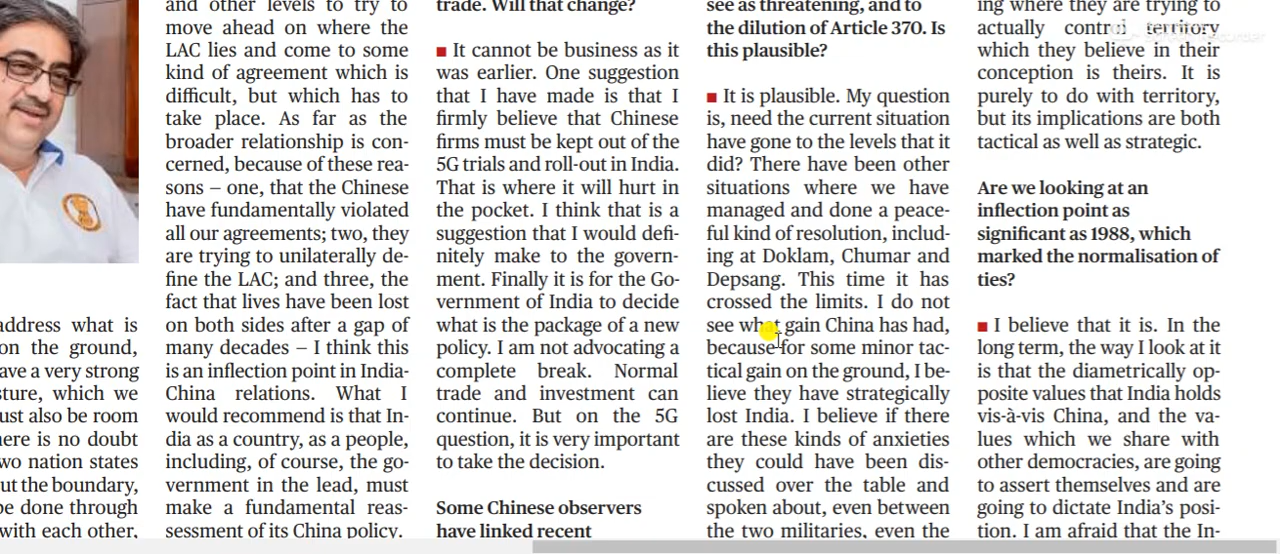 address what is
on the ground,
ave a very strong
sture, which we
ust also be room
ere is no doubt
wo nation states
ut the boundary,
be done through
with each other,
and other levels to try to
move ahead on where the
LAC lies and come to some
kind of agreement which is
difficult, but which has to
take place. As far as the
broader relationship is con-
cerned, because of these rea-
sons – one, that the Chinese
have fundamentally violated
all our agreements; two, they
are trying to unilaterally de-
fine the LAC; and three, the
fact that lives have been lost
on both sides after a gap of
many decades – I think this
is an inflection point in India-
China relations. What I
would recommend is that In-
dia as a country, as a people,
including, of course, the go-
vernment in the lead, must
make a fundamental reas-
sessment of its China policy.
trade. Will that change?
It cannot be business as it
was earlier. One suggestion
that I have made is that I
firmly believe that Chinese
firms must be kept out of the
5G trials and roll-out in India.
That is where it will hurt in
the pocket. I think that is a
suggestion that I would defi-
nitely make to the govern-
ment. Finally it is for the Go-
vernment of India to decide
what is the package of a new
policy. I am not advocating a
complete break. Normal
trade and investment can
continue. But on the 5G
question, it is very important
to take the decision.
Some Chinese observers
have linked recent
see as threatening, and to
the dilution of Article 370. Is
this plausible?
It is plausible. My question
is, need the current situation
have gone to the levels that it
did? There have been other
situations where we have
managed and done a peace-
ful kind of resolution, includ-
ing at Doklam, Chumar and
Depsang. This time it has
crossed the limits. I do not
see what gain China has had,
because for some minor tac-
tical gain on the ground, I be-
lieve they have strategically
lost India. I believe if there
are these kinds of anxieties
they could have been dis-
cussed over the table and
spoken about, even between
the two militaries, even the
ing where they are trying to
actually control territory
which they believe in their
conception is theirs. It is
purely to do with territory,
but its implications are both
tactical as well as strategic.
Are we looking at an
inflection point as
significant as 1988, which
marked the normalisation of
ties?
I believe that it is. In the
long term, the way I look at it
is that the diametrically op-
posite values that India holds
vis-à-vis China, and the va-
lues which we share with
other democracies, are going
to assert themselves and are
going to dictate India's posi-
tion. I am afraid that the In-